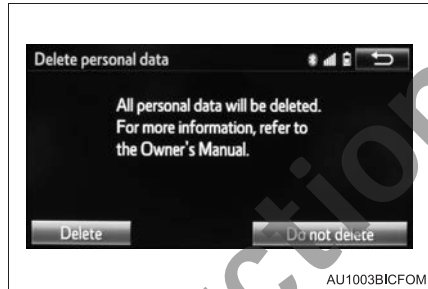 Delete personal data
All personal data will be deleted.
For more information, refer to
the Owner's Manual.
Delete
Do not delete
AU1003BICFOM
ction